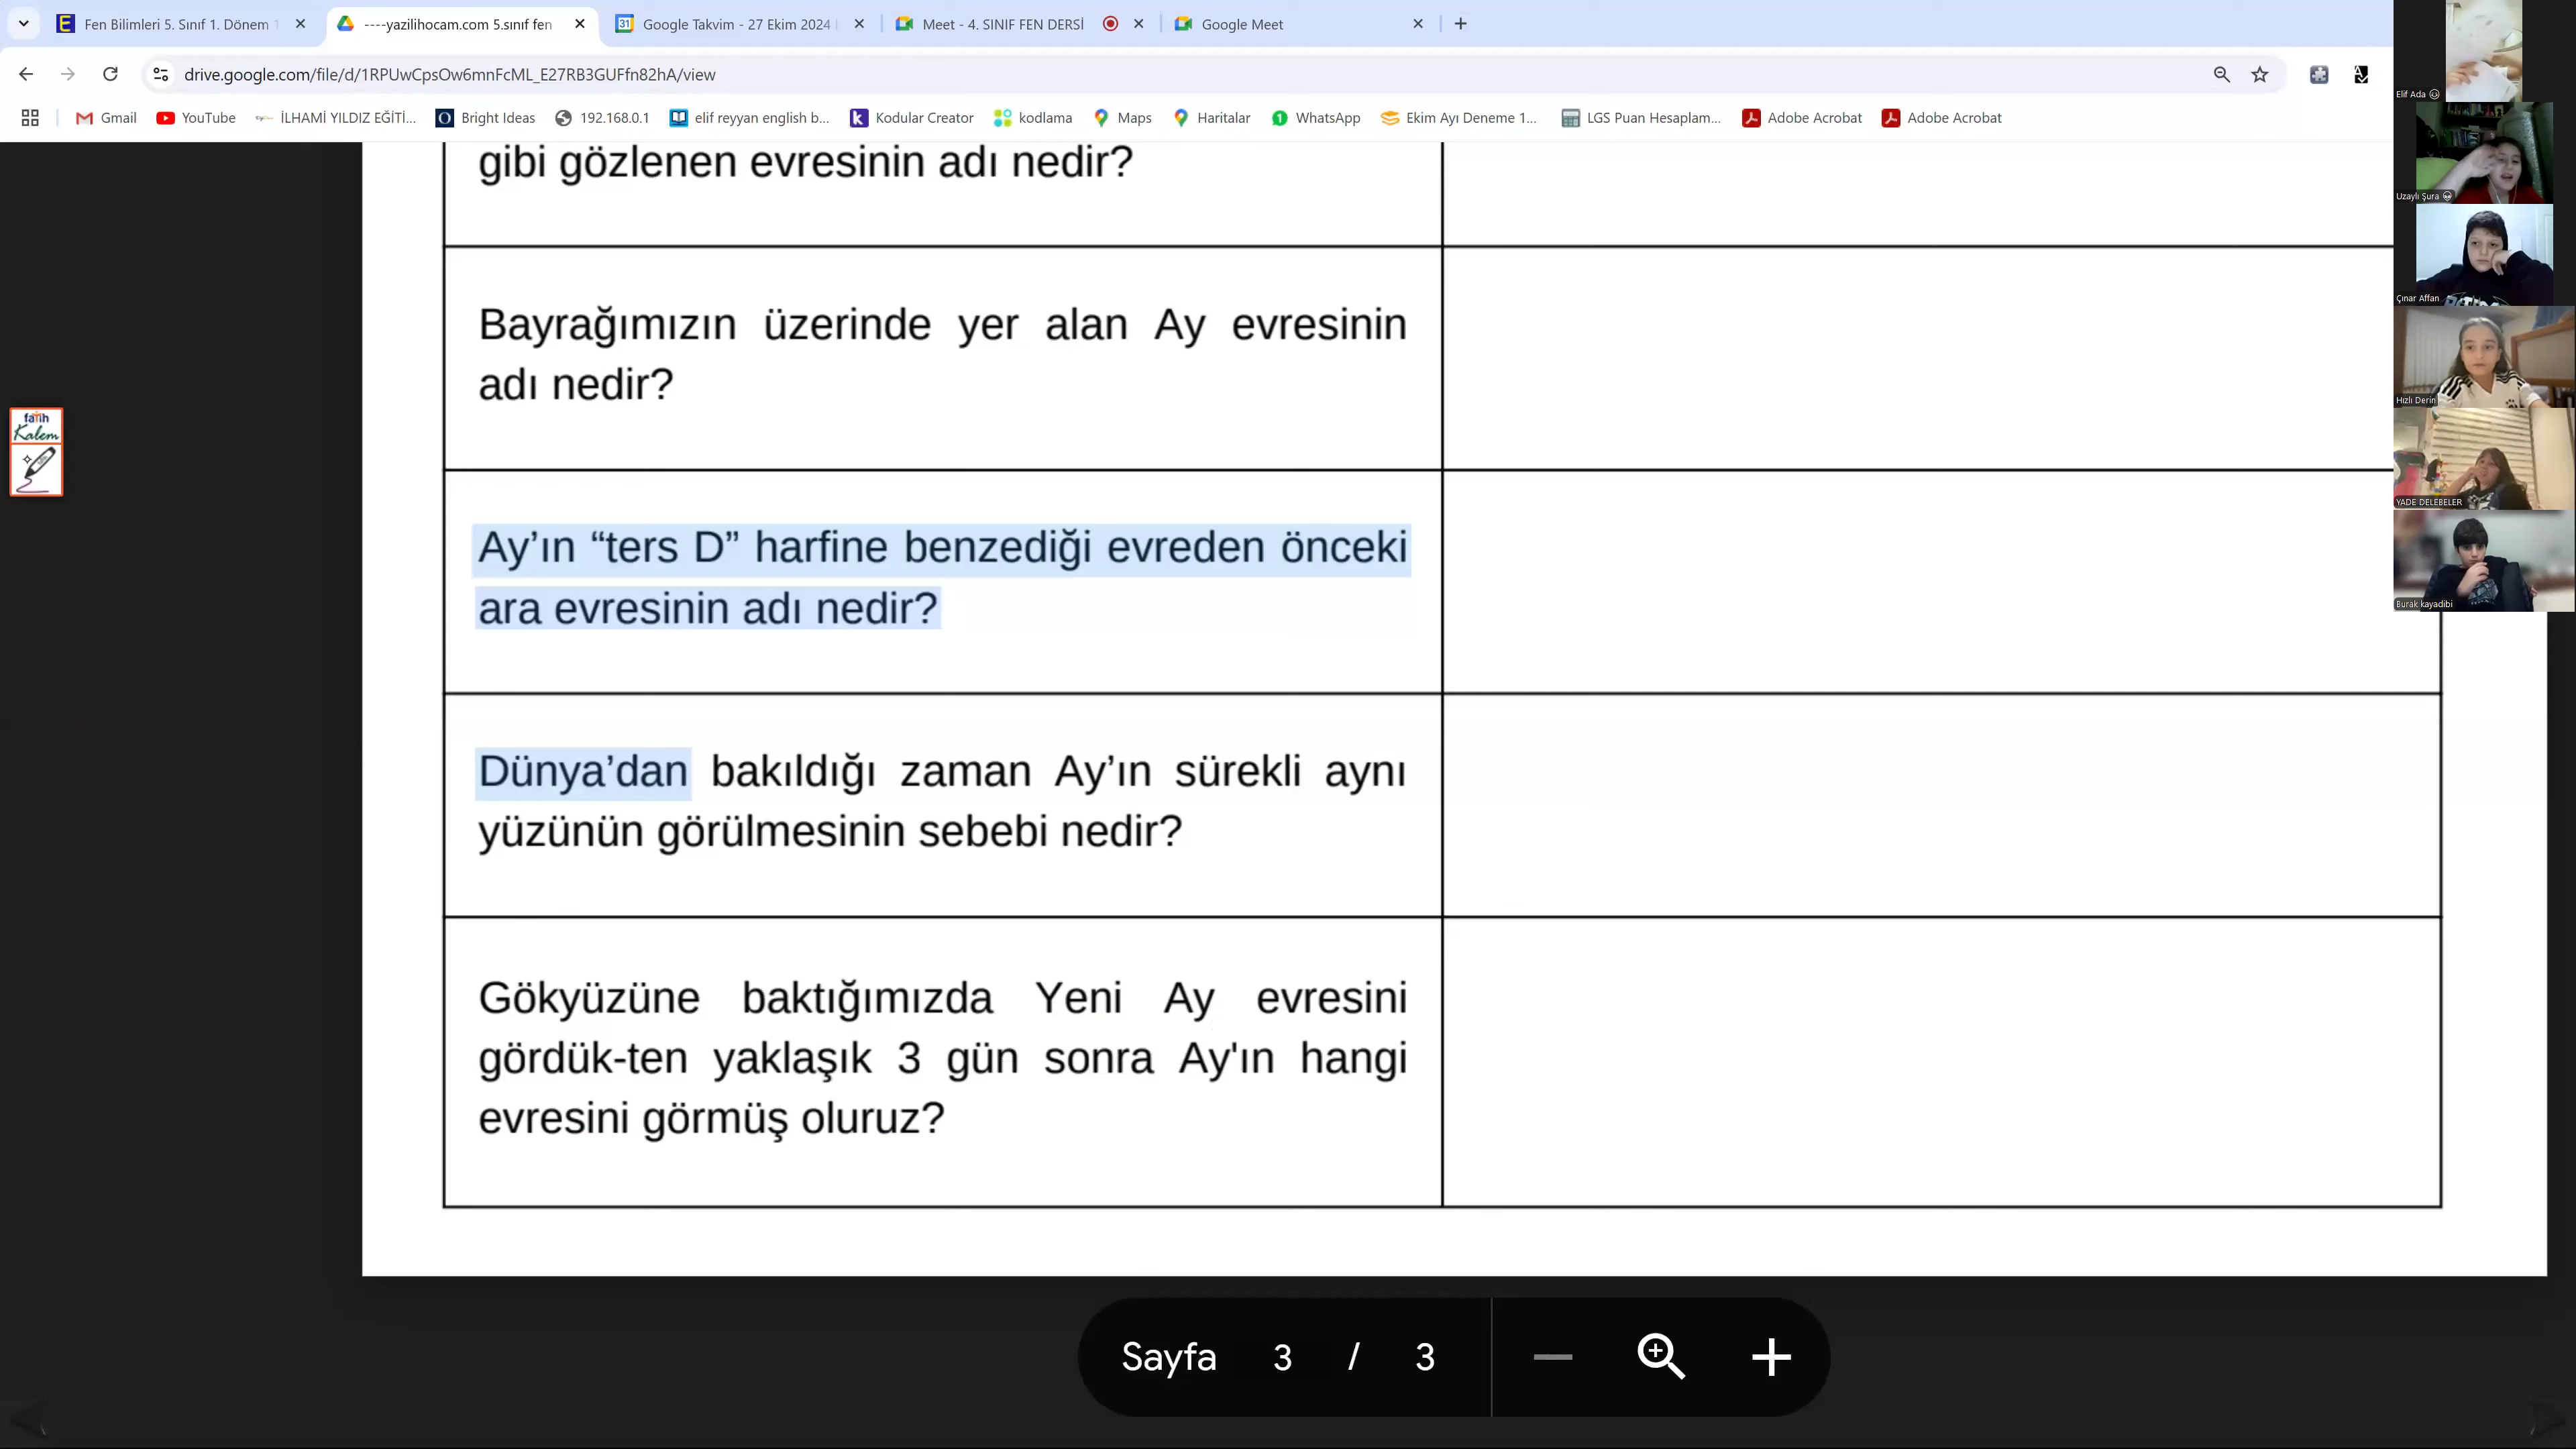 Fen Bilimleri 5. Sınıf 1. Dönem
----yazilihocam.com 5.sınıf fen
Google Takvim - 27 Ekim 2024
Meet - 4. SINIF FEN DERSİ
Google Meet
drive.google.com/file/d/1RPUwCpsOw6mnFcML_E27RB3GUFfn82hA/view
Gmail
YouTube
İLHAMİ YILDIZ EĞİTİ...
Bright Ideas
192.168.0.1
elif reyyan english b...
Kodular Creator
kodlama
Maps
Haritalar
WhatsApp
Ekim Ayı Deneme 1...
LGS Puan Hesaplam...
Adobe Acrobat
Adobe Acrobat
Elif Ada
Uzaylı Şura
Çınar Affan
Hızlı Derin
YADE DELEBELER
Burak kayadibi
fatih
Kalem
gibi gözlenen evresinin adı nedir?
Bayrağımızın üzerinde yer alan Ay evresinin
adı nedir?
Ay’ın “ters D” harfine benzediği evreden önceki
ara evresinin adı nedir?
Dünya’dan bakıldığı zaman Ay’ın sürekli aynı
yüzünün görülmesinin sebebi nedir?
Gökyüzüne baktığımızda Yeni Ay evresini
gördük-ten yaklaşık 3 gün sonra Ay'ın hangi
evresini görmüş oluruz?
Sayfa 3 / 3